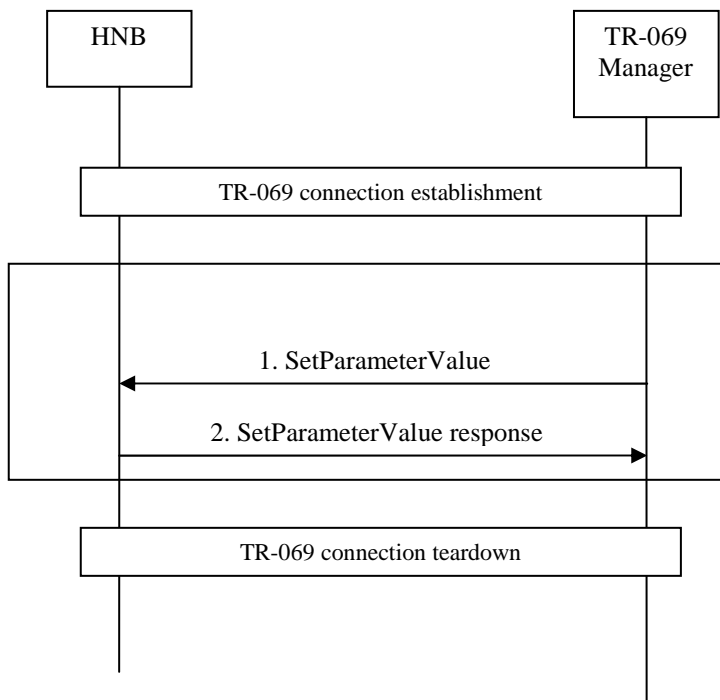 HNB
TR-069
Manager
TR-069 connection establishment
1. SetParameterValue
2. SetParameterValue response
TR-069 connection teardown